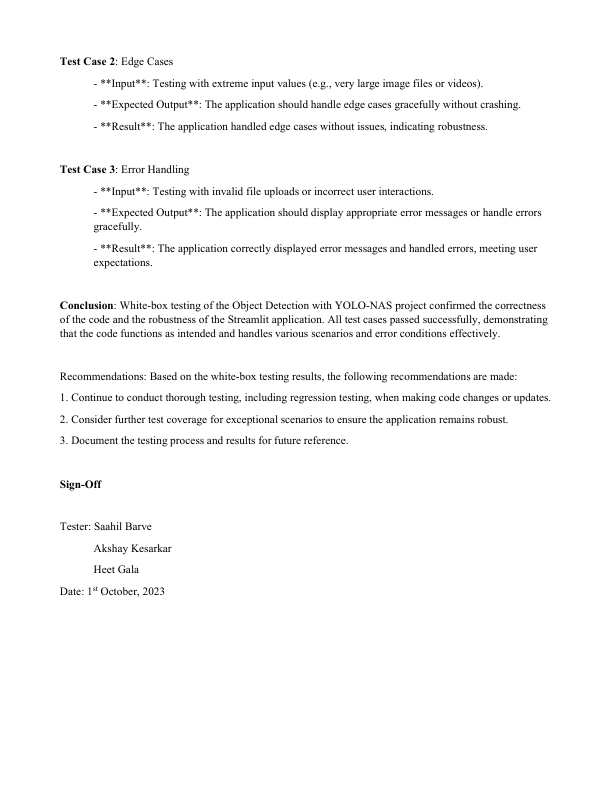 Test Case 2: Edge Cases
- **Input**: Testing with extreme input values (e.g., very large image files or videos).
- **Expected Output**: The application should handle edge cases gracefully without crashing.
- **Result**: The application handled edge cases without issues, indicating robustness.
Test Case 3: Error Handling
- **Input**: Testing with invalid file uploads or incorrect user interactions.
- **Expected Output**: The application should display appropriate error messages or handle errors
gracefully.
- **Result**: The application correctly displayed error messages and handled errors, meeting user
expectations.
Conclusion: White-box testing of the Object Detection with YOLO-NAS project confirmed the correctness
of the code and the robustness of the Streamlit application. All test cases passed successfully, demonstrating
that the code functions as intended and handles various scenarios and error conditions effectively.
Recommendations: Based on the white-box testing results, the following recommendations are made:
1. Continue to conduct thorough testing, including regression testing, when making code changes or updates.
2. Consider further test coverage for exceptional scenarios to ensure the application remains robust.
3. Document the testing process and results for future reference.
Sign-Off
Tester: Saahil Barve
Akshay Kesarkar
Heet Gala
Date: 1st October, 2023